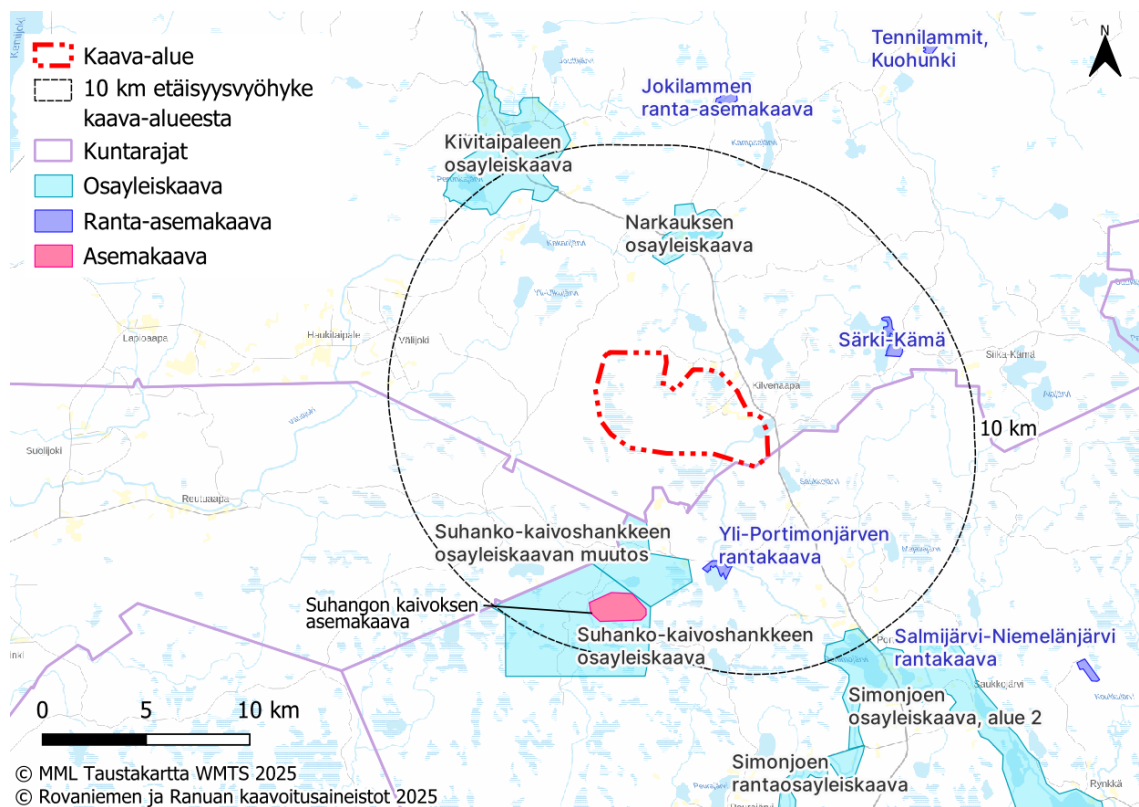 Kaava-alue
10 km etäisyysvyöhyke
kaava-alueesta
Kuntarajat
Osayleiskaava
Ranta-asemakaava
Asemakaava
N
Tennilammit,
Kuohunki
Jokilammen
ranta-asemakaava
Kivitaipaleen
osayleiskaava
Narkauksen
osayleiskaava
Särki-Kämä
Siika-Kämä
Lapioaapa
Haukitaipale
Välijoki
Kilvenaapa
10 km
Suolijoki
Reutuaapa
Suhanko-kaivoshankkeen
osayleiskaavan muutos
Yli-Portimonjärven
rantakaava
Suhangon kaivoksen
asemakaava
Suhanko-kaivoshankkeen
osayleiskaava
Salmijärvi-Niemelänjärvi
rantakaava
Saukkojärvi
Simonjoen
osayleiskaava, alue 2
Simonjoen
rantaosayleiskaava
Rynkkä
0 5 10 km
© MML Taustakartta WMTS 2025
© Rovaniemen ja Ranuan kaavoitusaineistot 2025